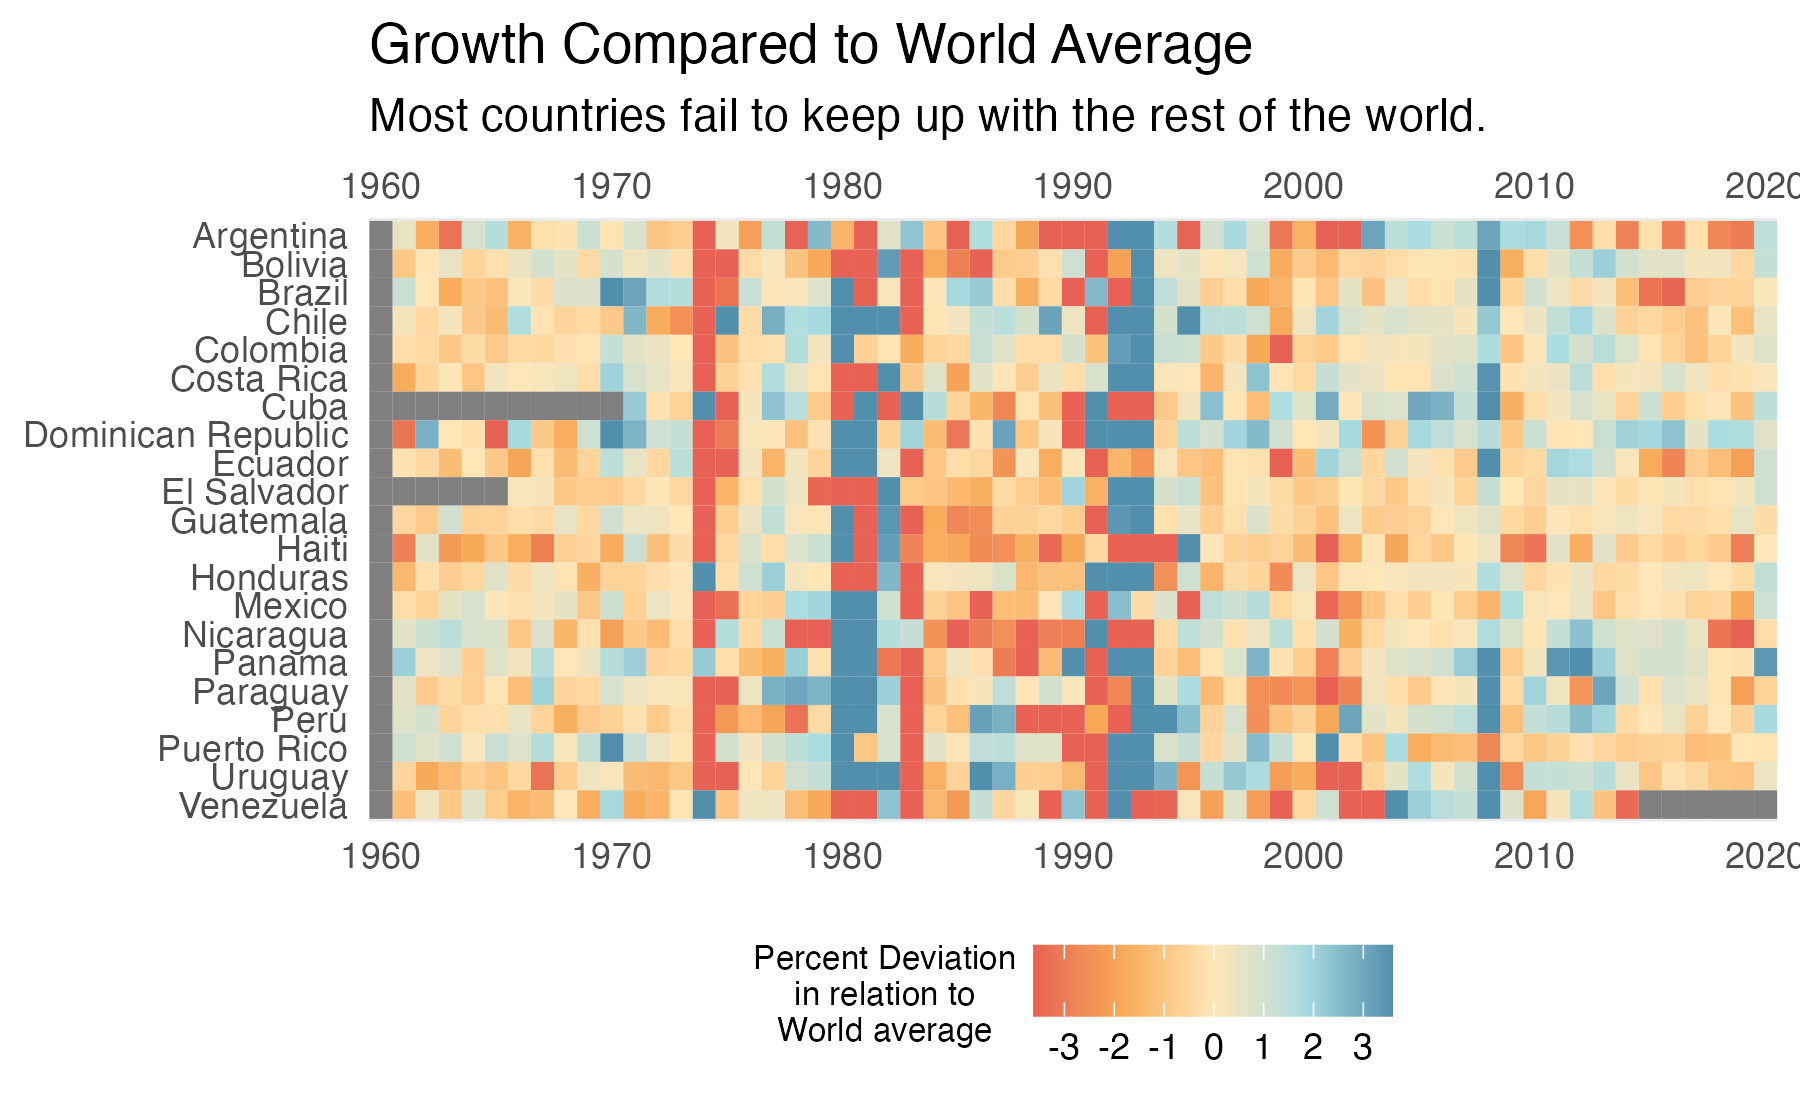 Growth Compared to World Average
Most countries fail to keep up with the rest of the world.
1960 1970 1980 1990 2000 2010 2020
Argentina
Bolivia
Brazil
Chile
Colombia
Costa Rica
Cuba
Dominican Republic
Ecuador
El Salvador
Guatemala
Haiti
Honduras
Mexico
Nicaragua
Panama
Paraguay
Peru
Puerto Rico
Uruguay
Venezuela
1960 1970 1980 1990 2000 2010 2020
Percent Deviation
in relation to
World average
-3 -2 -1 0 1 2 3